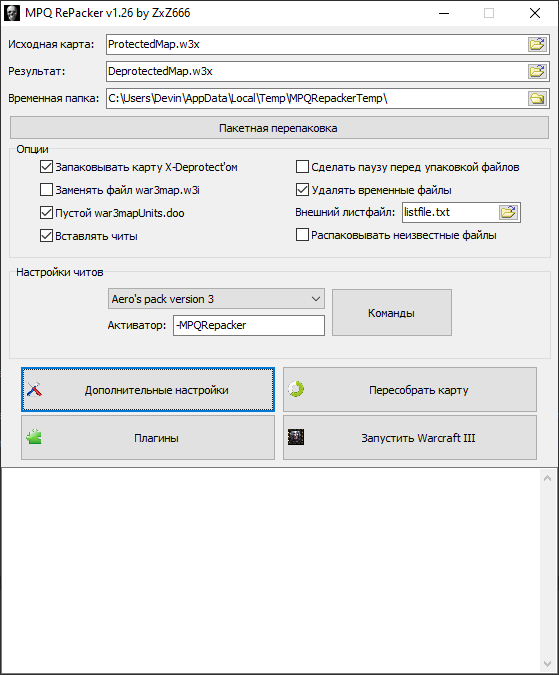 MPQ RePacker v1.26 by ZxZ666
Исходная карта: ProtectedMap.w3x
Результат: DeprotectedMap.w3x
Временная папка: C:\Users\Devin\AppData\Local\Temp\MPQRepackerTemp\
Пакетная перепаковка
Опции
Запаковывать карту X-Deprotect'ом
Сделать паузу перед упаковкой файлов
Заменять файл war3map.w3i
Удалять временные файлы
Пустой war3mapUnits.doo
Внешний листфайл: listfile.txt
Вставлять читы
Распаковывать неизвестные файлы
Настройки читов
Aero's pack version 3
Команды
Активатор: -MPQRepacker
Дополнительные настройки
Пересобрать карту
Плагины
Запустить Warcraft III